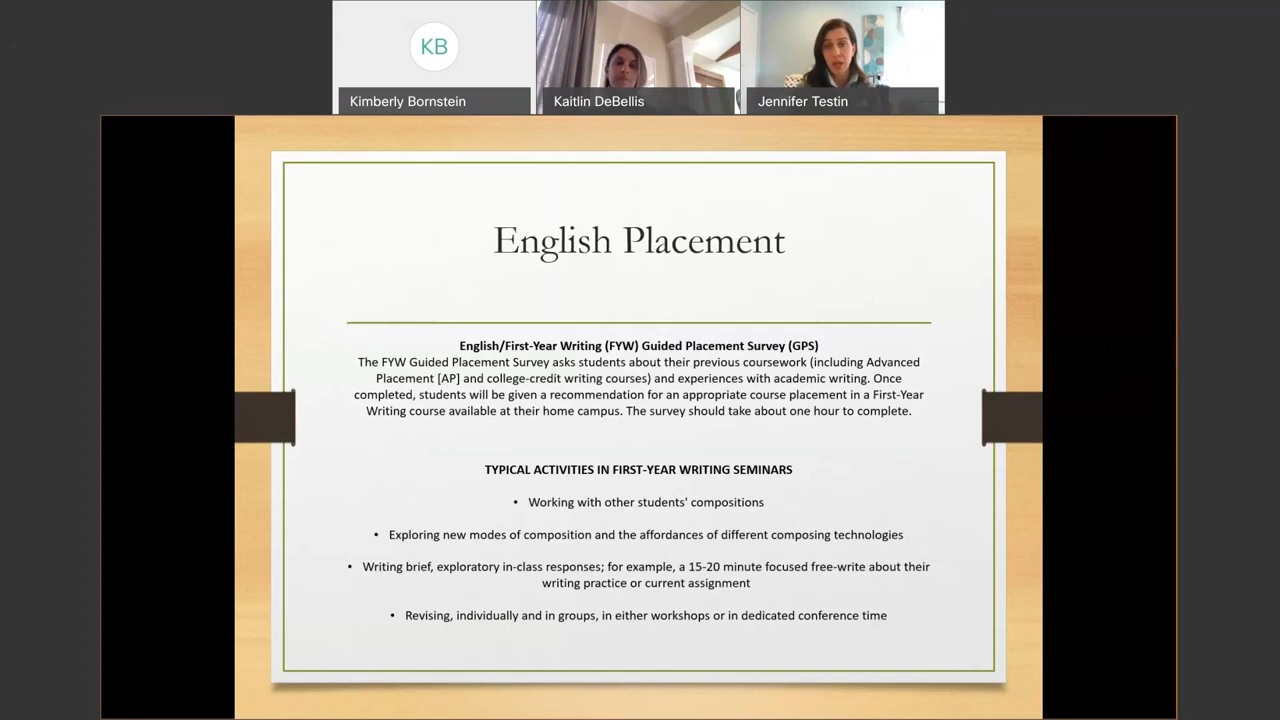 KB
Kimberly Bornstein
Kaitlin DeBellis
Jennifer Testin
English Placement
English/First-Year Writing (FYW) Guided Placement Survey (GPS)
The FYW Guided Placement Survey asks students about their previous coursework (including Advanced
Placement [AP] and college-credit writing courses) and experiences with academic writing. Once
completed, students will be given a recommendation for an appropriate course placement in a First-Year
Writing course available at their home campus. The survey should take about one hour to complete.
TYPICAL ACTIVITIES IN FIRST-YEAR WRITING SEMINARS
• Working with other students' compositions
• Exploring new modes of composition and the affordances of different composing technologies
• Writing brief, exploratory in-class responses; for example, a 15-20 minute focused free-write about their
writing practice or current assignment
• Revising, individually and in groups, in either workshops or in dedicated conference time